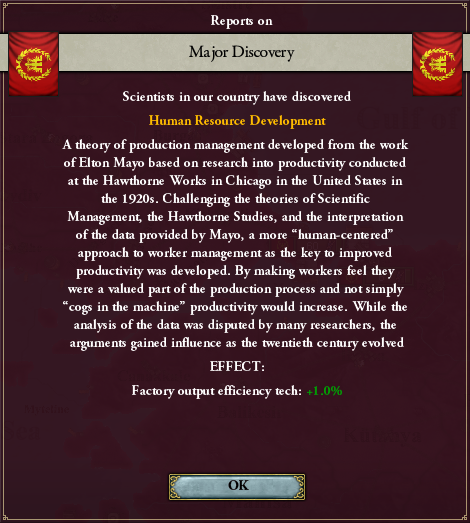 Reports on
Major Discovery
Scientists in our country have discovered
Human Resource Development
A theory of production management developed from the work
of Elton Mayo based on research into productivity conducted
at the Hawthorne Works in Chicago in the United States in
the 1920s. Challenging the theories of Scientific
Management, the Hawthorne Studies, and the interpretation
of the data provided by Mayo, a more “human-centered”
approach to worker management as the key to improved
productivity was developed. By making workers feel they
were a valued part of the production process and not simply
“cogs in the machine” productivity would increase. While the
analysis of the data was disputed by many researchers, the
arguments gained influence as the twentieth century evolved
EFFECT:
Factory output efficiency tech: +1.0%
OK